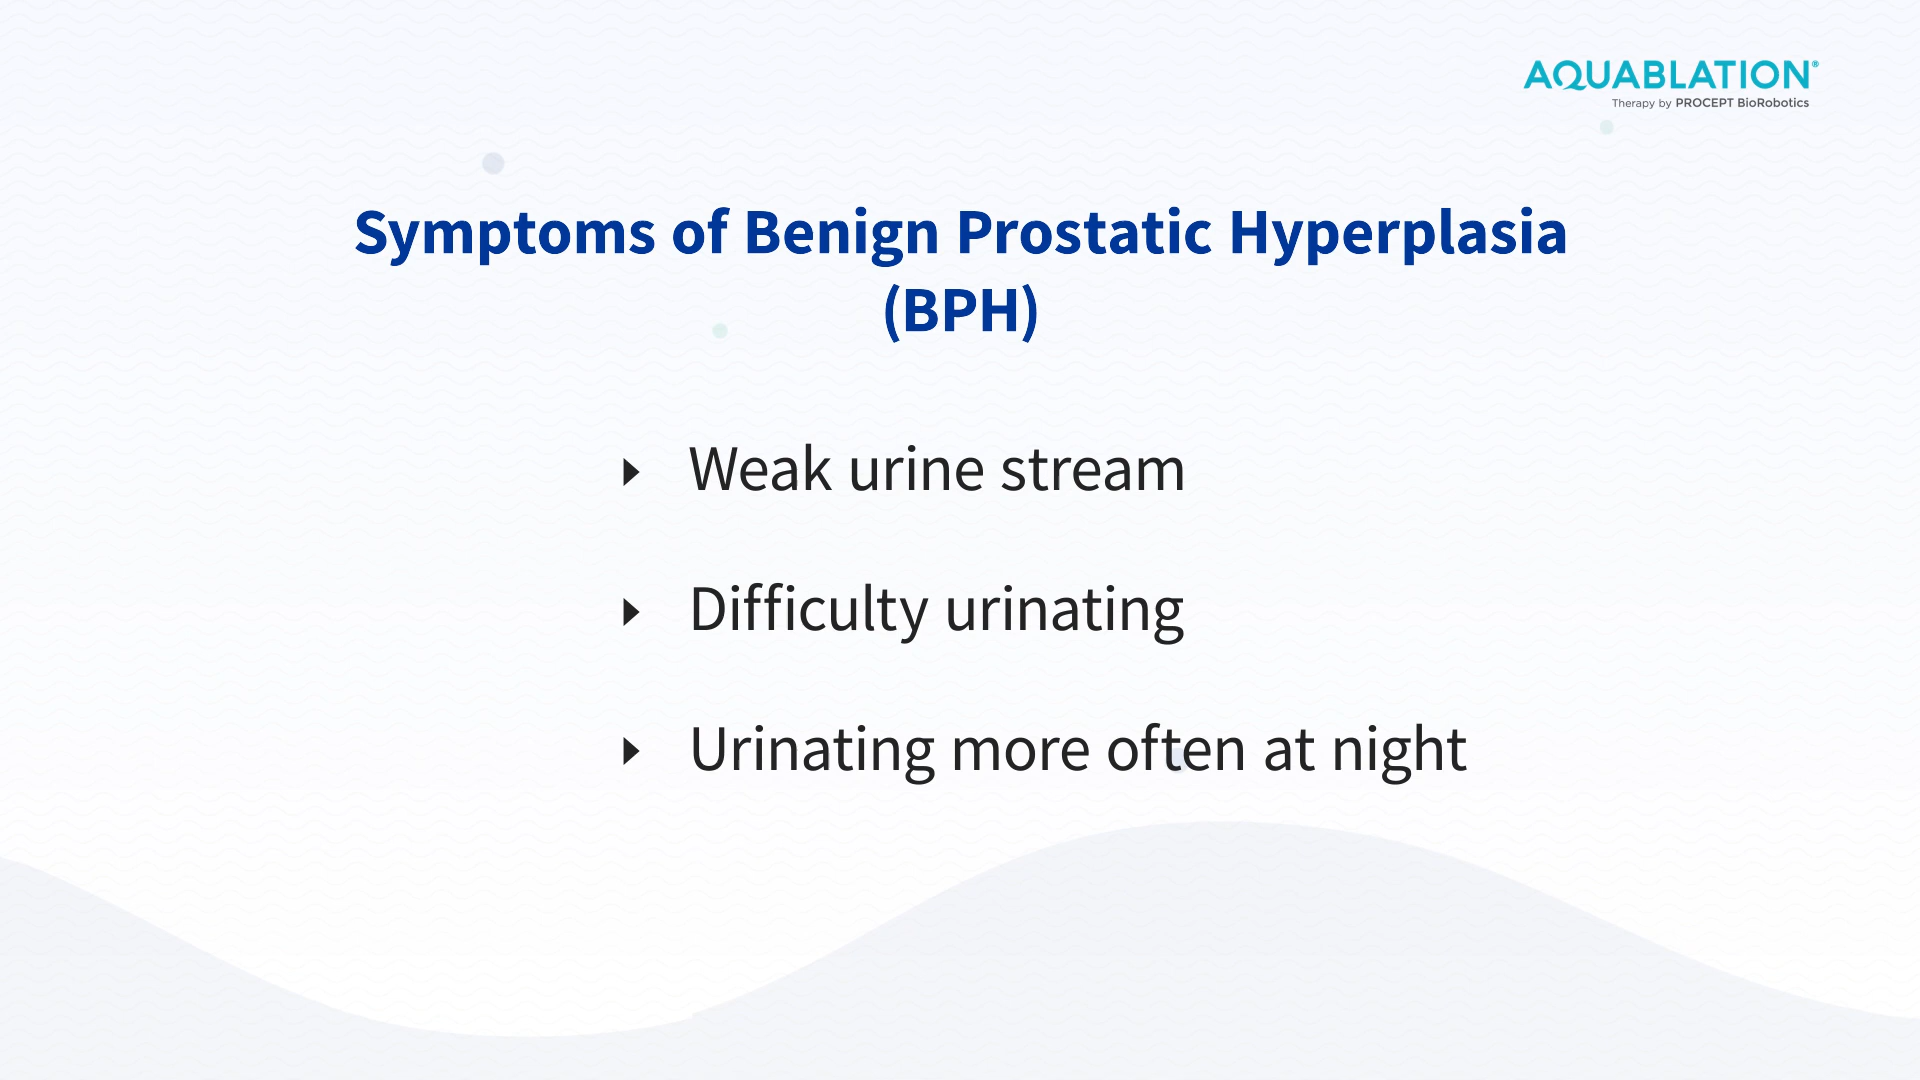 AQUABLATION®
Therapy by PROCEPT BioRobotics
Symptoms of Benign Prostatic Hyperplasia
(BPH)
Weak urine stream
Difficulty urinating
Urinating more often at night